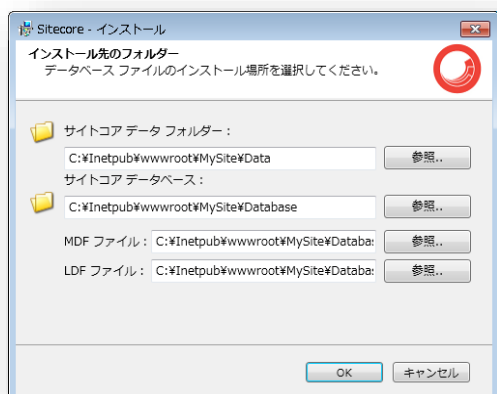 Sitecore - インストール
インストール先のフォルダー
データベース ファイルのインストール場所を選択してください。
サイトコア データ フォルダー：
C:¥Inetpub¥wwwroot¥MySite¥Data 参照..
サイトコア データベース：
C:¥Inetpub¥wwwroot¥MySite¥Database 参照..
MDF ファイル： C:¥Inetpub¥wwwroot¥MySite¥Databa: 参照..
LDF ファイル： C:¥Inetpub¥wwwroot¥MySite¥Databa: 参照..
OK キャンセル